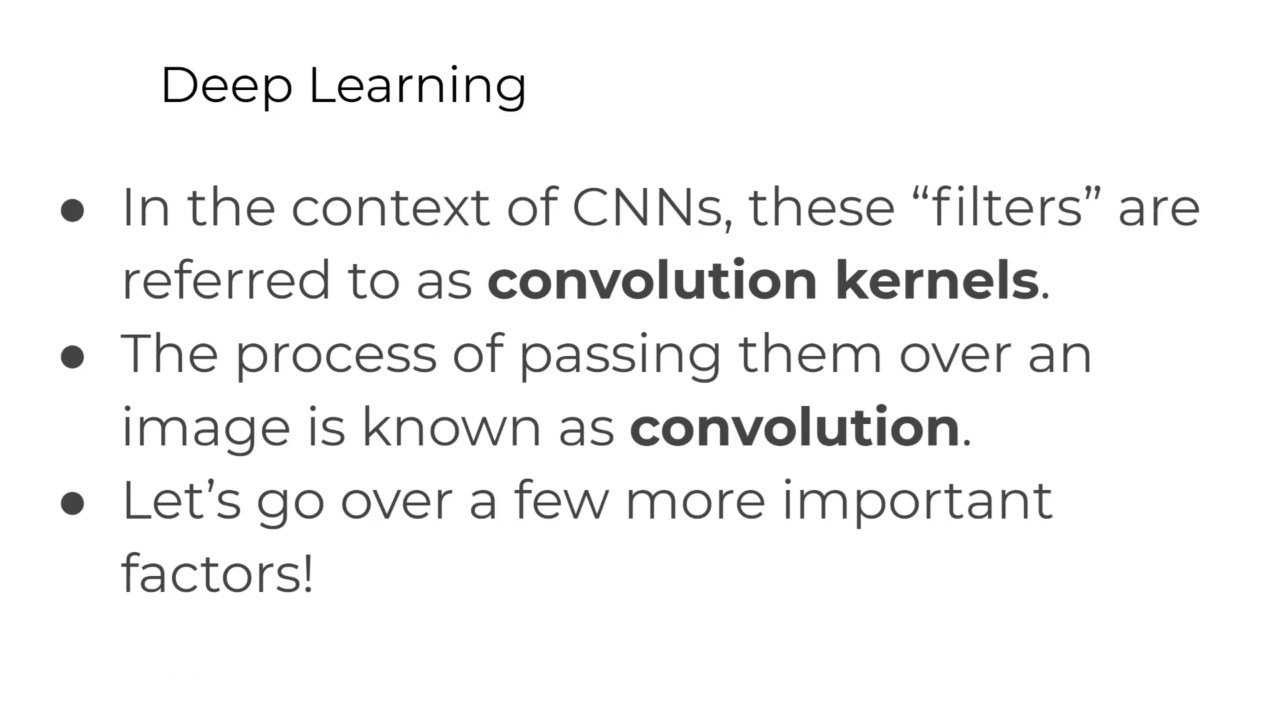 Deep Learning
● In the context of CNNs, these “filters” are
referred to as convolution kernels.
● The process of passing them over an
image is known as convolution.
● Let’s go over a few more important
factors!